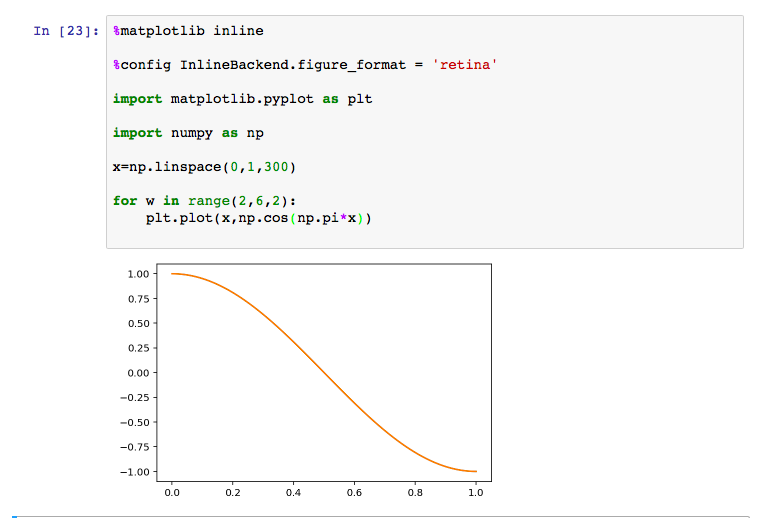 In [23]: %matplotlib inline
%config InlineBackend.figure_format = 'retina'
import matplotlib.pyplot as plt
import numpy as np
x=np.linspace(0,1,300)
for w in range(2,6,2):
    plt.plot(x,np.cos(np.pi*x))
1.00
0.75
0.50
0.25
0.00
−0.25
−0.50
−0.75
−1.00
0.0 0.2 0.4 0.6 0.8 1.0